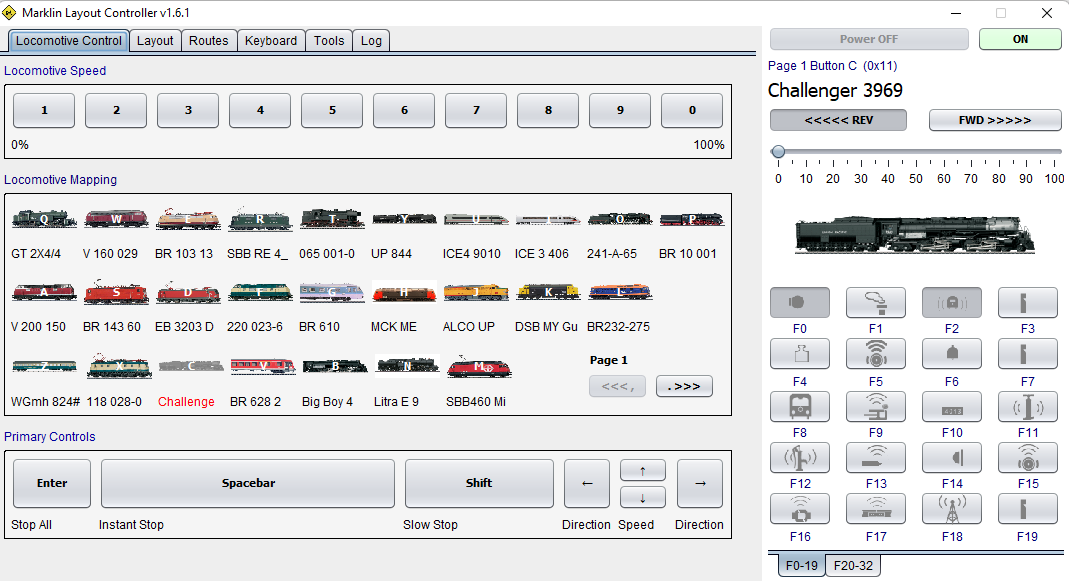 Marklin Layout Controller v1.6.1
Locomotive Control Layout Routes Keyboard Tools Log
Locomotive Speed
1 2 3 4 5 6 7 8 9 0
0% 100%
Locomotive Mapping
Q W E R T Y U I O P
GT 2X4/4 V 160 029 BR 103 13 SBB RE 4_ 065 001-0 UP 844 ICE4 9010 ICE 3 406 241-A-65 BR 10 001
A S D F G H J K L
V 200 150 BR 143 60 EB 3203 D 220 023-6 BR 610 MCK ME ALCO UP DSB MY Gu BR232-275
Z X C V B N M
WGmh 824# 118 028-0 Challenge BR 628 2 Big Boy 4 Litra E 9 SBB460 Mi
Page 1
<<<, .>>>
Primary Controls
Enter Spacebar Shift ← ↑ ↓ →
Stop All Instant Stop Slow Stop Direction Speed Direction
Power OFF ON
Page 1 Button C (0x11)
Challenger 3969
<<<<< REV FWD >>>>>
0 10 20 30 40 50 60 70 80 90 100
F0 F1 F2 F3
F4 F5 F6 F7
F8 F9 F10 F11
F12 F13 F14 F15
F16 F17 F18 F19
F0-19 F20-32